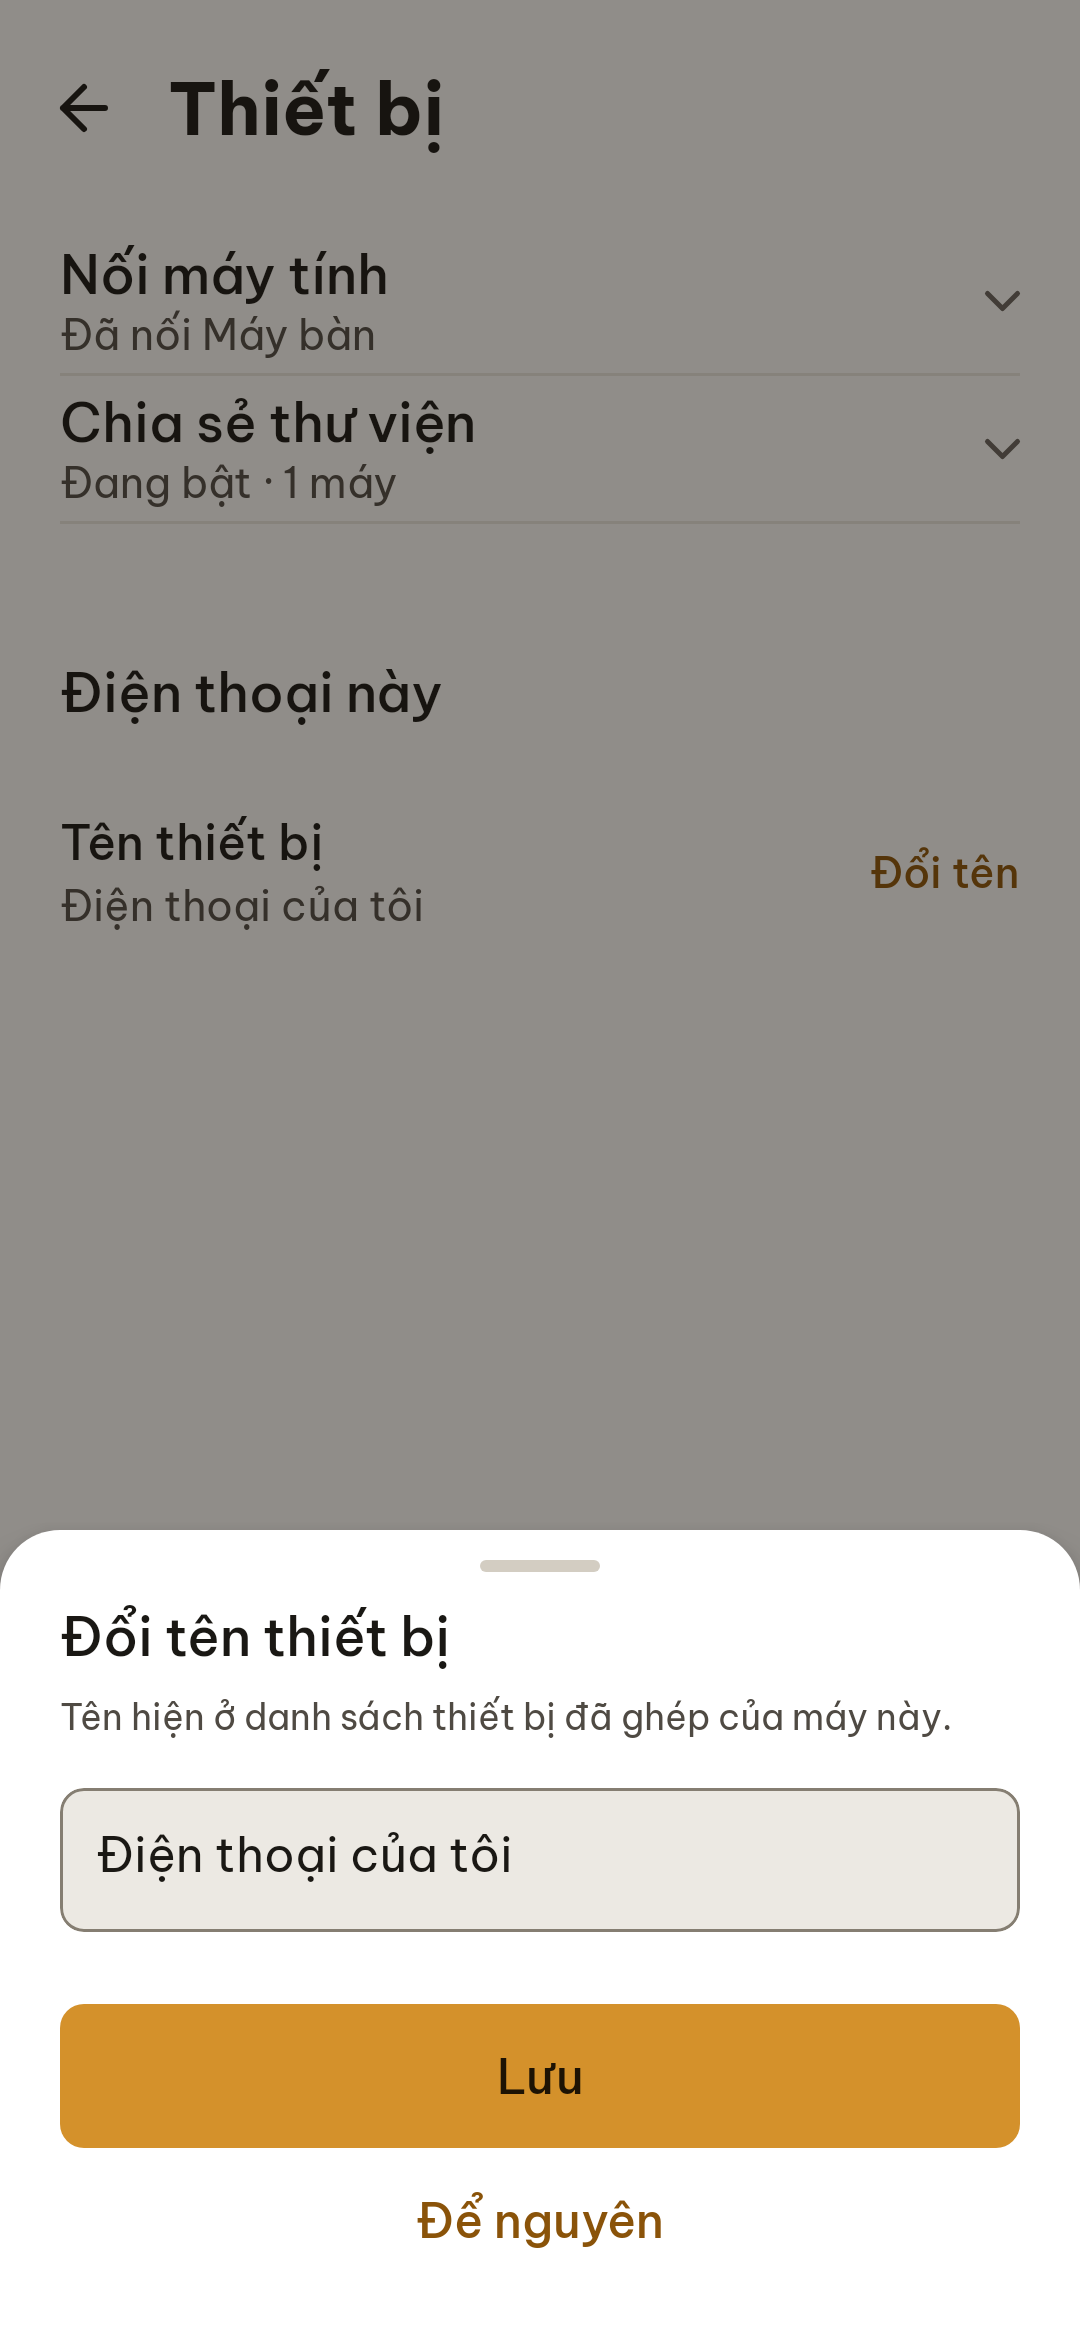 Thiết bị
Nối máy tính
Đã nối Máy bàn
Chia sẻ thư viện
Đang bật · 1 máy
Điện thoại này
Tên thiết bị
Đổi tên
Điện thoại của tôi
Đổi tên thiết bị
Tên hiện ở danh sách thiết bị đã ghép của máy này.
Điện thoại của tôi
Lưu
Để nguyên